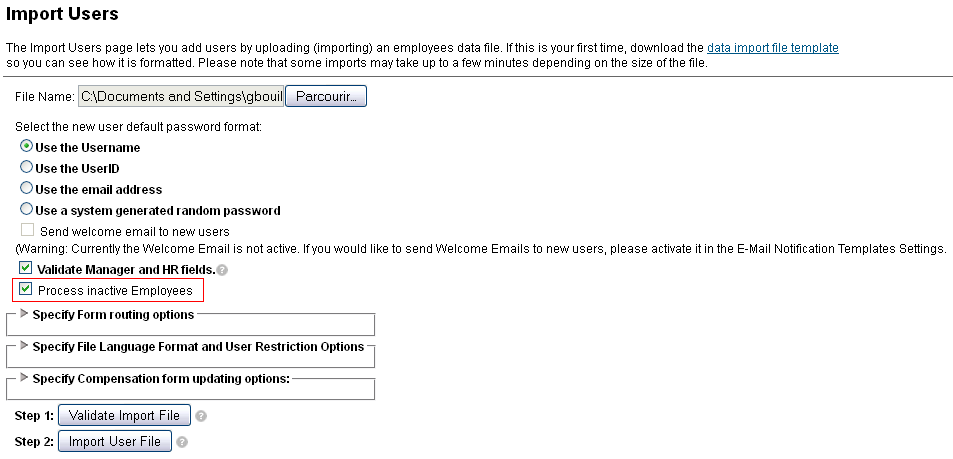 Import Users
The Import Users page lets you add users by uploading (importing) an employees data file. If this is your first time, download the data import file template
so you can see how it is formatted. Please note that some imports may take up to a few minutes depending on the size of the file.
File Name: C:\Documents and Settings\gbouil Parcourir...
Select the new user default password format:
Use the Username
Use the UserID
Use the email address
Use a system generated random password
Send welcome email to new users
(Warning: Currently the Welcome Email is not active. If you would like to send Welcome Emails to new users, please activate it in the E-Mail Notification Templates Settings.
Validate Manager and HR fields. ?
Process inactive Employees
Specify Form routing options
Specify File Language Format and User Restriction Options
Specify Compensation form updating options:
Step 1: Validate Import File ?
Step 2: Import User File ?